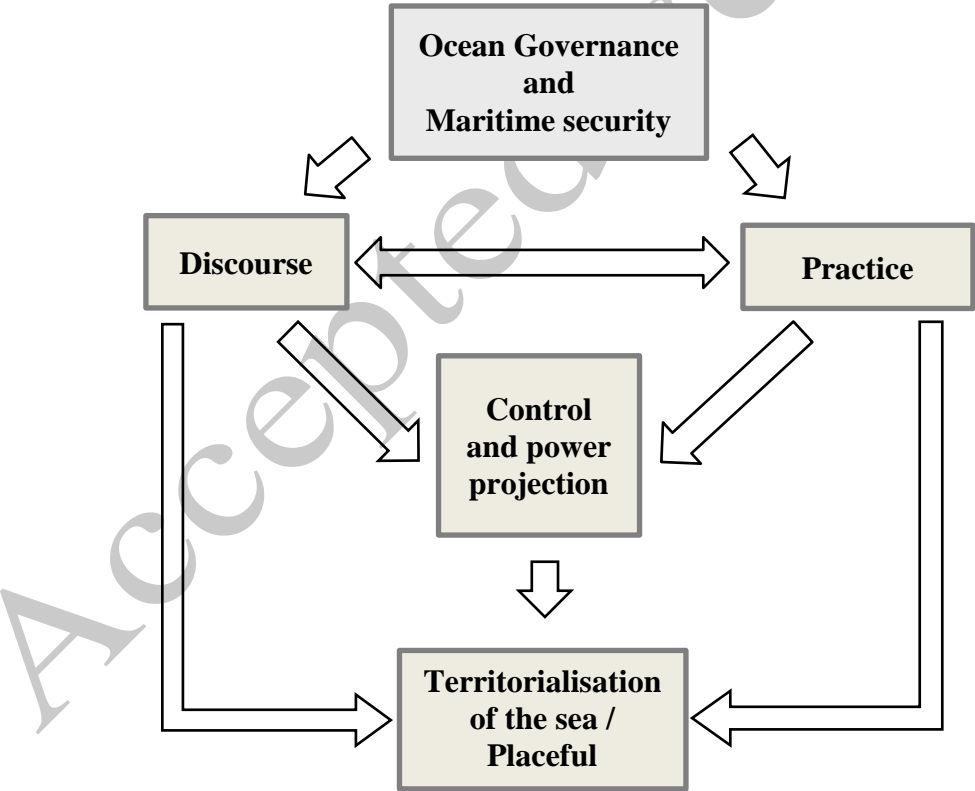 Ocean Governance
and
Maritime security
Discourse
Practice
Control
and power
projection
Territorialisation
of the sea /
Placeful
Accepted